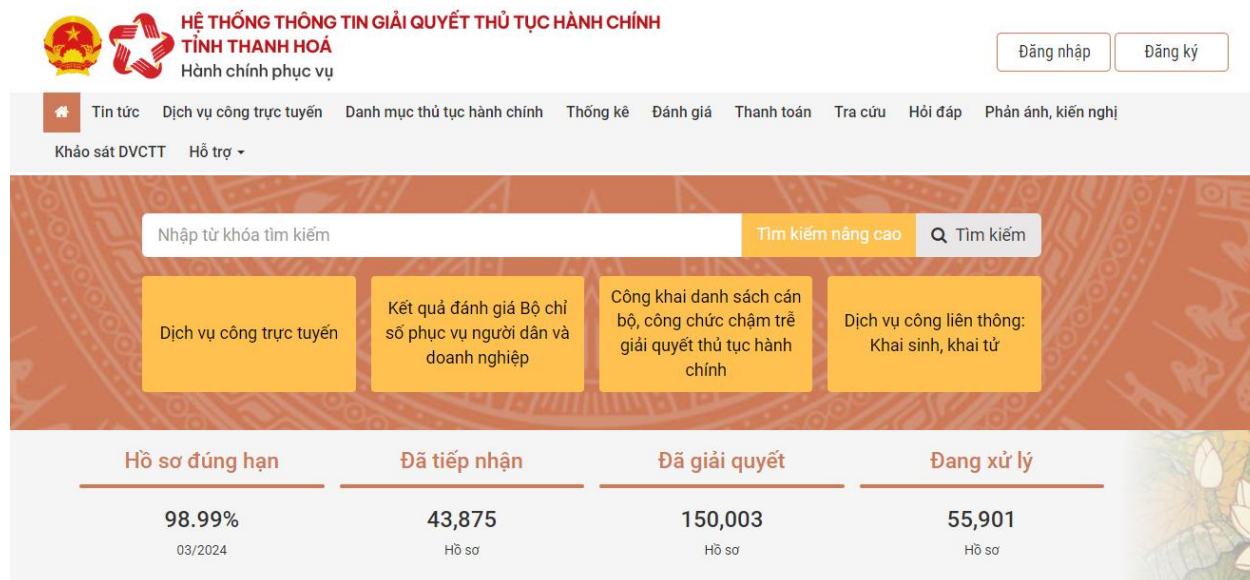 HỆ THỐNG THÔNG TIN GIẢI QUYẾT THỦ TỤC HÀNH CHÍNH
TỈNH THANH HOÁ
Hành chính phục vụ
Đăng nhập
Đăng ký
Tin tức Dịch vụ công trực tuyến Danh mục thủ tục hành chính Thống kê Đánh giá Thanh toán Tra cứu Hỏi đáp Phản ánh, kiến nghị
Khảo sát DVCTT Hỗ trợ
Nhập từ khóa tìm kiếm
Tìm kiếm nâng cao
Tìm kiếm
Dịch vụ công trực tuyến
Kết quả đánh giá Bộ chỉ
số phục vụ người dân và
doanh nghiệp
Công khai danh sách cán
bộ, công chức chậm trễ
giải quyết thủ tục hành
chính
Dịch vụ công liên thông:
Khai sinh, khai tử
Hồ sơ đúng hạn
98.99%
03/2024
Đã tiếp nhận
43,875
Hồ sơ
Đã giải quyết
150,003
Hồ sơ
Đang xử lý
55,901
Hồ sơ